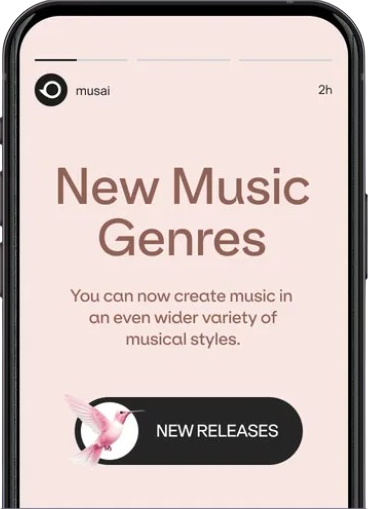 musai
2h
New Music
Genres
You can now create music in
an even wider variety of
musical styles.
NEW RELEASES